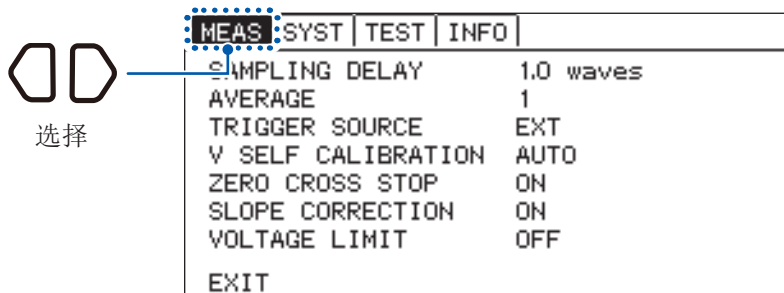 MEAS SYST TEST INFO
选择
SAMPLING DELAY 1.0 waves
AVERAGE 1
TRIGGER SOURCE EXT
V SELF CALIBRATION AUTO
ZERO CROSS STOP ON
SLOPE CORRECTION ON
VOLTAGE LIMIT OFF
EXIT